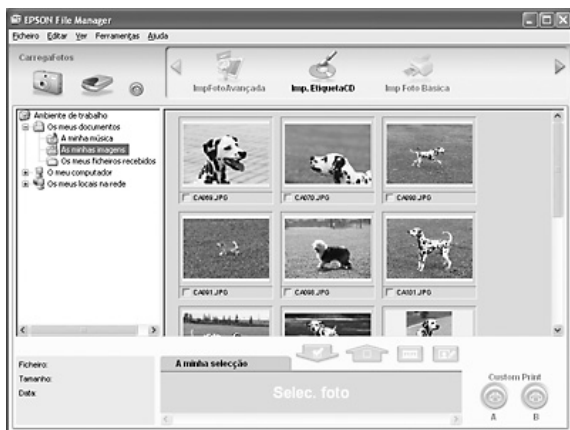 EPSON File Manager
Ficheiro Editar Ver Ferramentas Ajuda
CarregaFotos
ImpFotoAvançada
Imp. EtiquetaCD
Imp Foto Básica
Ambiente de trabalho
Os meus documentos
A minha música
As minhas imagens
Os meus ficheiros recebidos
O meu computador
Os meus locais na rede
CA069.JPG
CA070.JPG
CA090.JPG
CA091.JPG
CA098.JPG
CA101.JPG
Ficheiro:
Tamanho:
Data:
A minha selecção
Selec. foto
Custom Print
A B